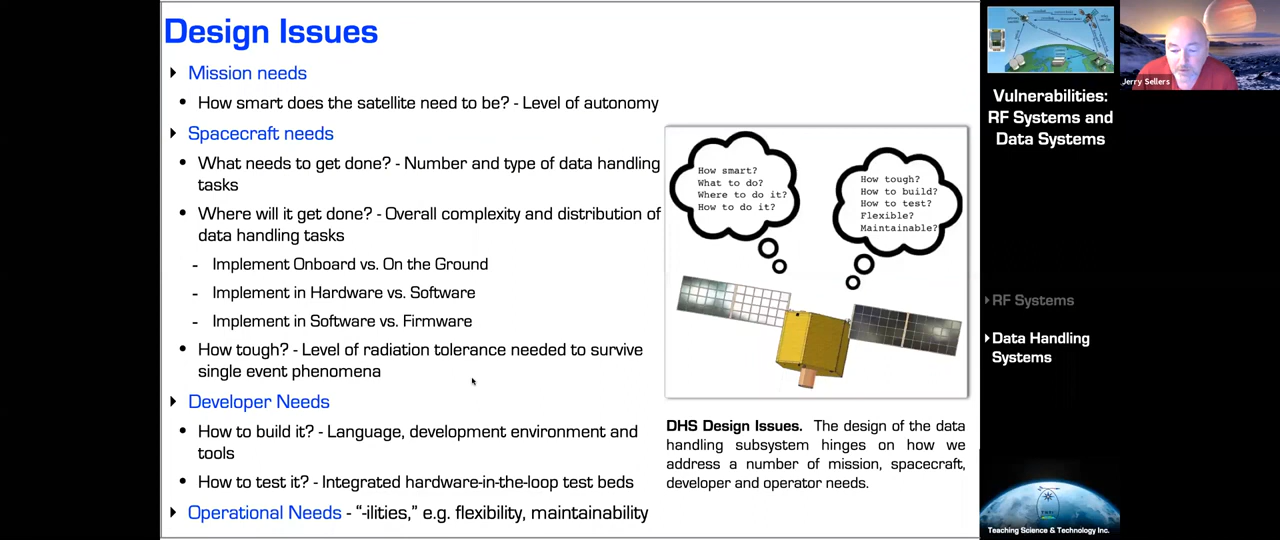 Design Issues
Mission needs
How smart does the satellite need to be? - Level of autonomy
Spacecraft needs
What needs to get done? - Number and type of data handling
tasks
Where will it get done? - Overall complexity and distribution of
data handling tasks
- Implement Onboard vs. On the Ground
- Implement in Hardware vs. Software
- Implement in Software vs. Firmware
How tough? - Level of radiation tolerance needed to survive
single event phenomena
Developer Needs
How to build it? - Language, development environment and
tools
How to test it? - Integrated hardware-in-the-loop test beds
Operational Needs - “-ilities,” e.g. flexibility, maintainability
How smart?
What to do?
Where to do it?
How to do it?
How tough?
How to build?
How to test?
Flexible?
Maintainable?
DHS Design Issues. The design of the data
handling subsystem hinges on how we
address a number of mission, spacecraft,
developer and operator needs.
Vulnerabilities:
RF Systems and
Data Systems
RF Systems
Data Handling
Systems
Teaching Science & Technology Inc.
Jerry Sellers